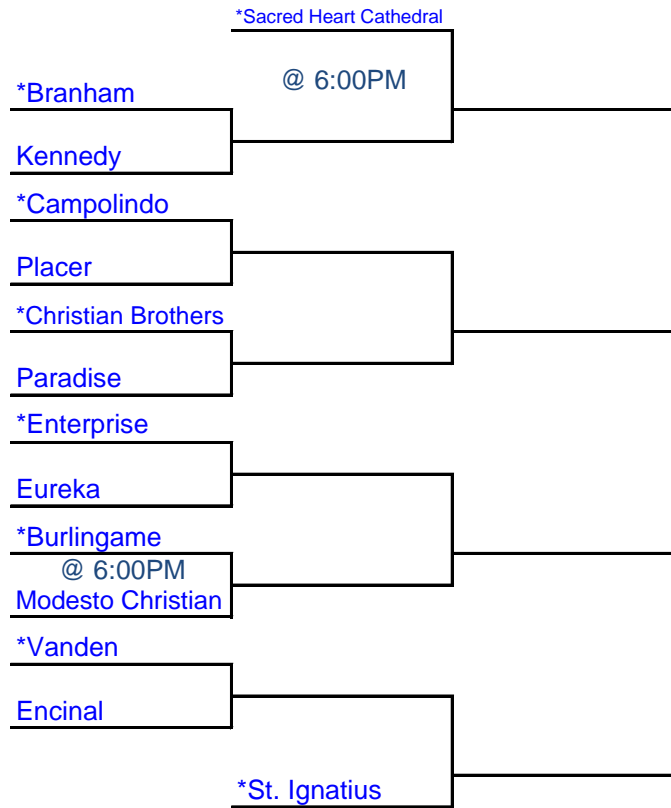 *Sacred Heart Cathedral
@ 6:00PM
*Branham
Kennedy
*Campolindo
Placer
*Christian Brothers
Paradise
*Enterprise
Eureka
*Burlingame
@ 6:00PM
Modesto Christian
*Vanden
Encinal
*St. Ignatius